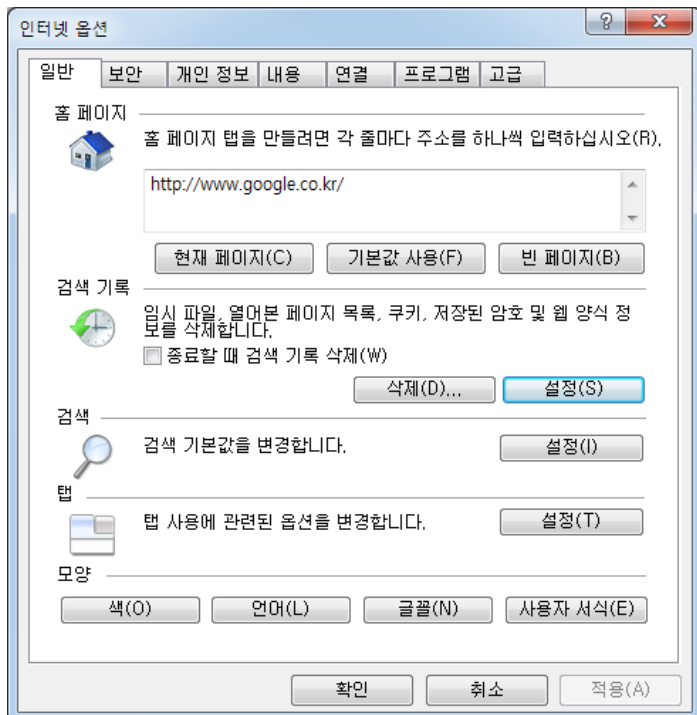 인터넷 옵션
일반 보안 개인 정보 내용 연결 프로그램 고급
홈 페이지
홈 페이지 탭을 만들려면 각 줄마다 주소를 하나씩 입력하십시오(R).
http://www.google.co.kr/
현재 페이지(C) 기본값 사용(F) 빈 페이지(B)
검색 기록
임시 파일, 열어본 페이지 목록, 쿠키, 저장된 암호 및 웹 양식 정
보를 삭제합니다.
종료할 때 검색 기록 삭제(W)
삭제(D)... 설정(S)
검색
검색 기본값을 변경합니다. 설정(I)
탭
탭 사용에 관련된 옵션을 변경합니다. 설정(T)
모양
색(O) 언어(L) 글꼴(N) 사용자 서식(E)
확인 취소 적용(A)